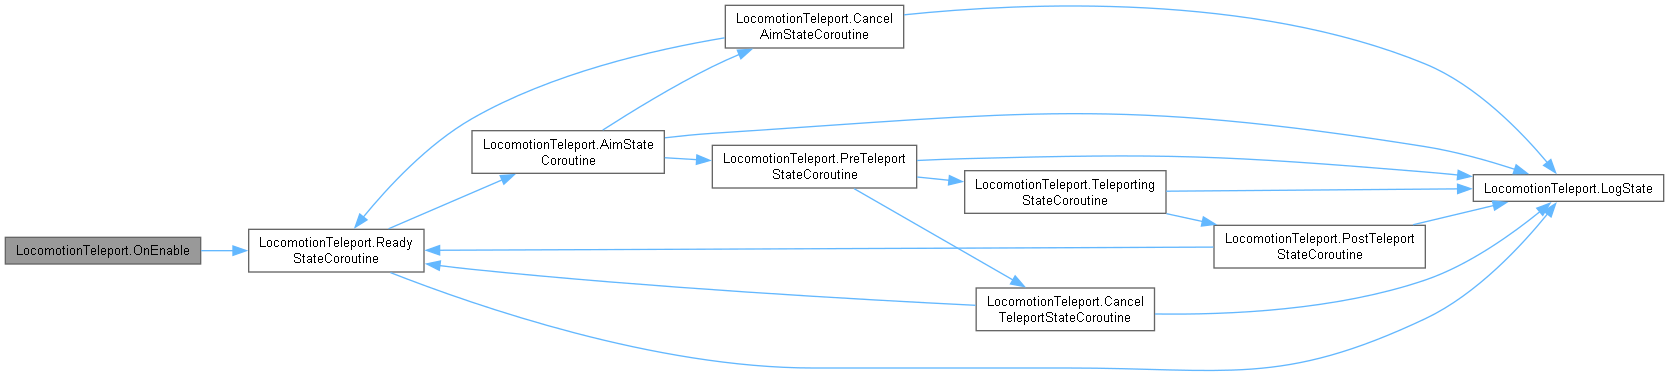 LocomotionTeleport.OnEnable
LocomotionTeleport.Ready
StateCoroutine
LocomotionTeleport.AimState
Coroutine
LocomotionTeleport.Cancel
AimStateCoroutine
LocomotionTeleport.PreTeleport
StateCoroutine
LocomotionTeleport.Teleporting
StateCoroutine
LocomotionTeleport.Cancel
TeleportStateCoroutine
LocomotionTeleport.PostTeleport
StateCoroutine
LocomotionTeleport.LogState